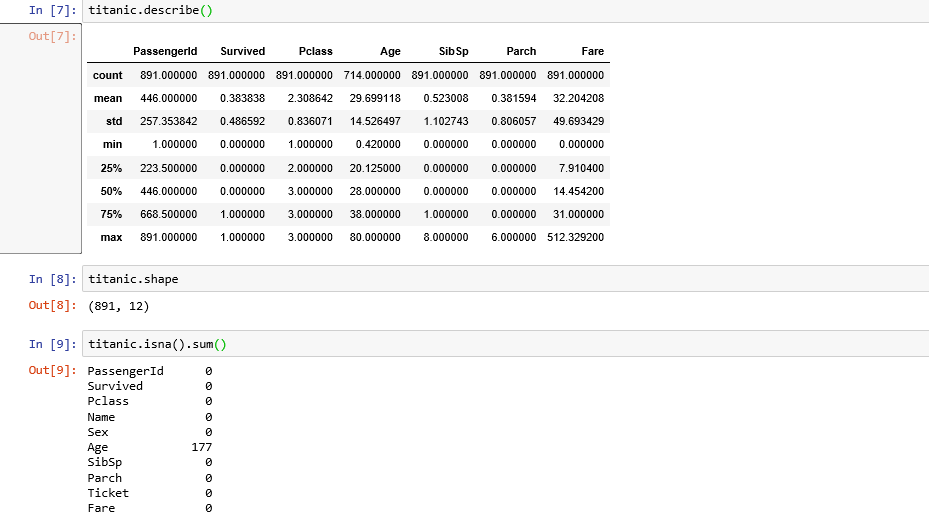 In [7]: titanic.describe()
Out[7]:
PassengerId Survived Pclass Age SibSp Parch Fare
count 891.000000 891.000000 891.000000 714.000000 891.000000 891.000000 891.000000
mean 446.000000 0.383838 2.308642 29.699118 0.523008 0.381594 32.204208
std 257.353842 0.486592 0.836071 14.526497 1.102743 0.806057 49.693429
min 1.000000 0.000000 1.000000 0.420000 0.000000 0.000000 0.000000
25% 223.500000 0.000000 2.000000 20.125000 0.000000 0.000000 7.910400
50% 446.000000 0.000000 3.000000 28.000000 0.000000 0.000000 14.454200
75% 668.500000 1.000000 3.000000 38.000000 1.000000 0.000000 31.000000
max 891.000000 1.000000 3.000000 80.000000 8.000000 6.000000 512.329200
In [8]: titanic.shape
Out[8]: (891, 12)
In [9]: titanic.isna().sum()
Out[9]: PassengerId 0
Survived 0
Pclass 0
Name 0
Sex 0
Age 177
SibSp 0
Parch 0
Ticket 0
Fare 0